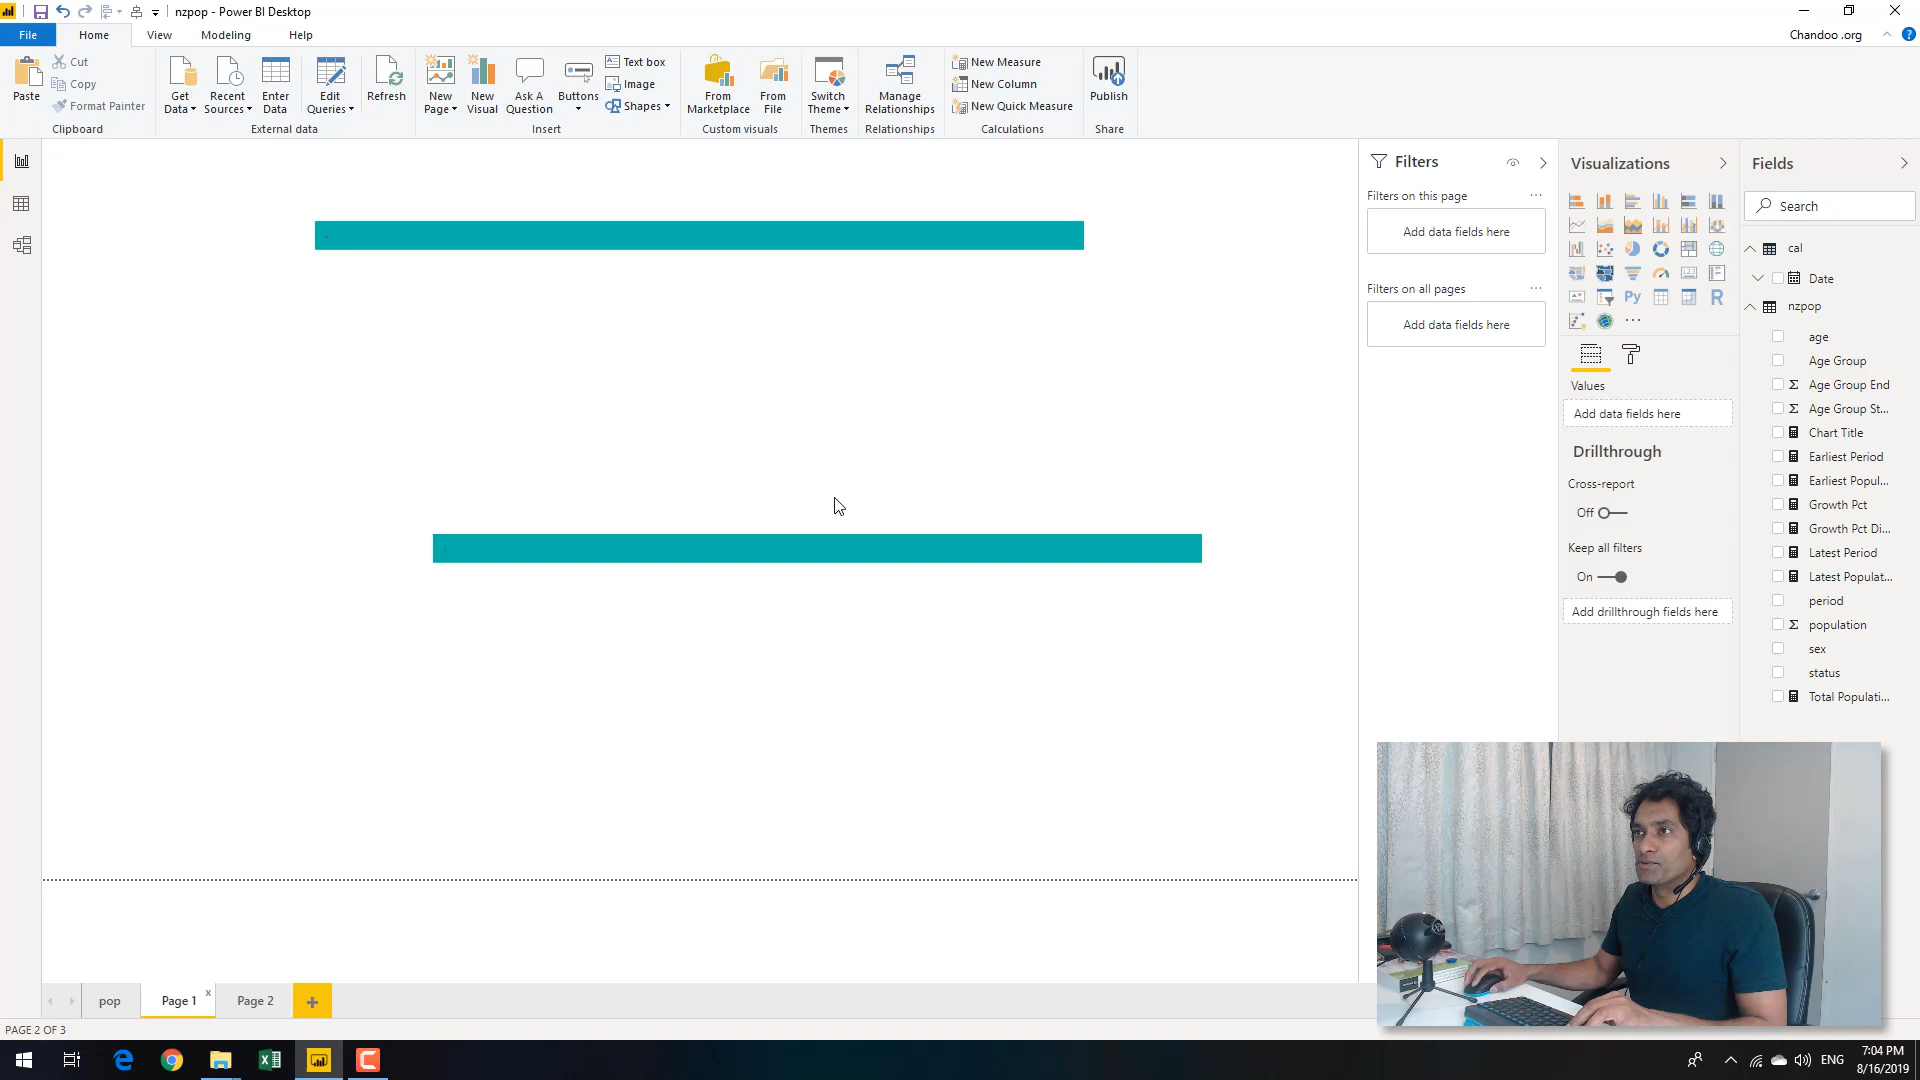 nzpop - Power BI Desktop
File
Home
View
Modeling
Help
Chandoo .org
Paste
Cut
Copy
Format Painter
Clipboard
Get Data
Recent Sources
Enter Data
Edit Queries
Refresh
External data
New Page
New Visual
Ask A Question
Buttons
Text box
Image
Shapes
Insert
From Marketplace
From File
Custom visuals
Switch Theme
Themes
Manage Relationships
Relationships
New Measure
New Column
New Quick Measure
Calculations
Publish
Share
Filters
Filters on this page
Add data fields here
Filters on all pages
Add data fields here
Visualizations
Py
R
123
Values
Add data fields here
Drillthrough
Cross-report
Off
Keep all filters
On
Add drillthrough fields here
Fields
Search
cal
Date
nzpop
age
Age Group
Σ Age Group End
Σ Age Group St...
Chart Title
Earliest Period
Earliest Popul...
Growth Pct
Growth Pct Di...
Latest Period
Latest Populat...
period
Σ population
sex
status
Total Populati...
pop
Page 1 x
Page 2
+
PAGE 2 OF 3
ENG
7:04 PM
8/16/2019